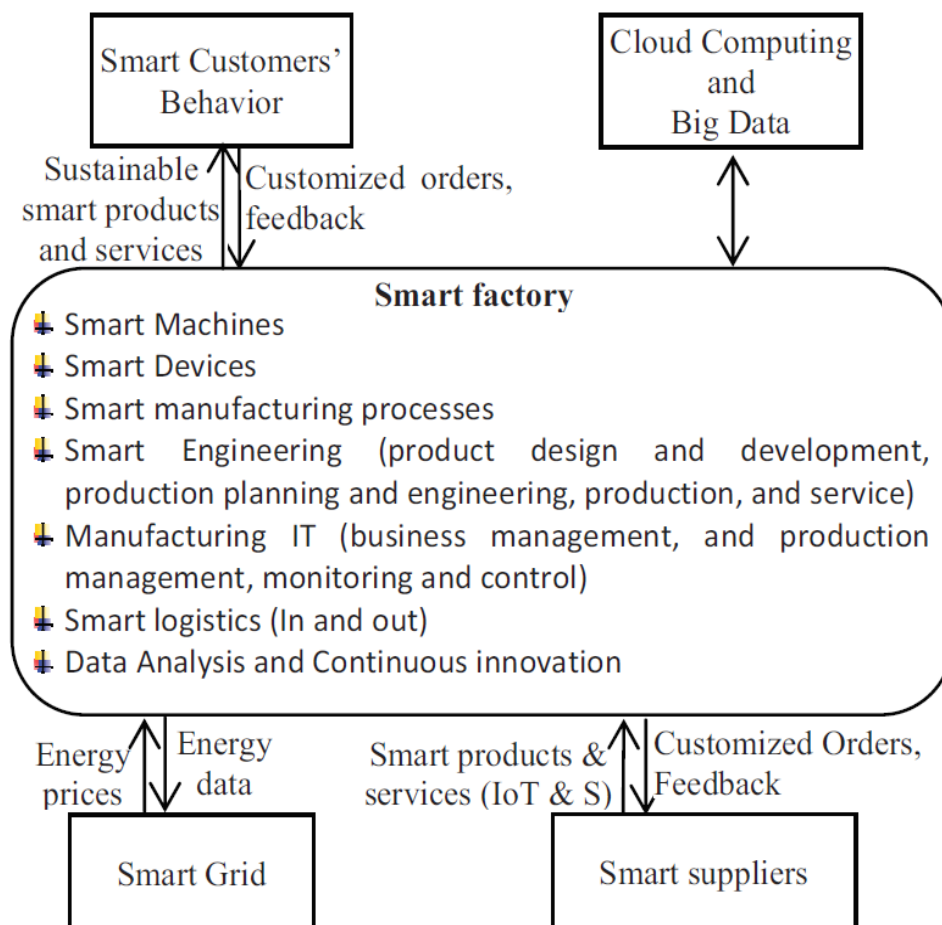 Smart Customers’
Behavior
Cloud Computing
and
Big Data
Sustainable
smart products
and services
Customized orders,
feedback
Smart factory
Smart Machines
Smart Devices
Smart manufacturing processes
Smart Engineering (product design and development,
production planning and engineering, production, and service)
Manufacturing IT (business management, and production
management, monitoring and control)
Smart logistics (In and out)
Data Analysis and Continuous innovation
Energy
prices
Energy
data
Smart products &
services (IoT & S)
Customized Orders,
Feedback
Smart Grid
Smart suppliers